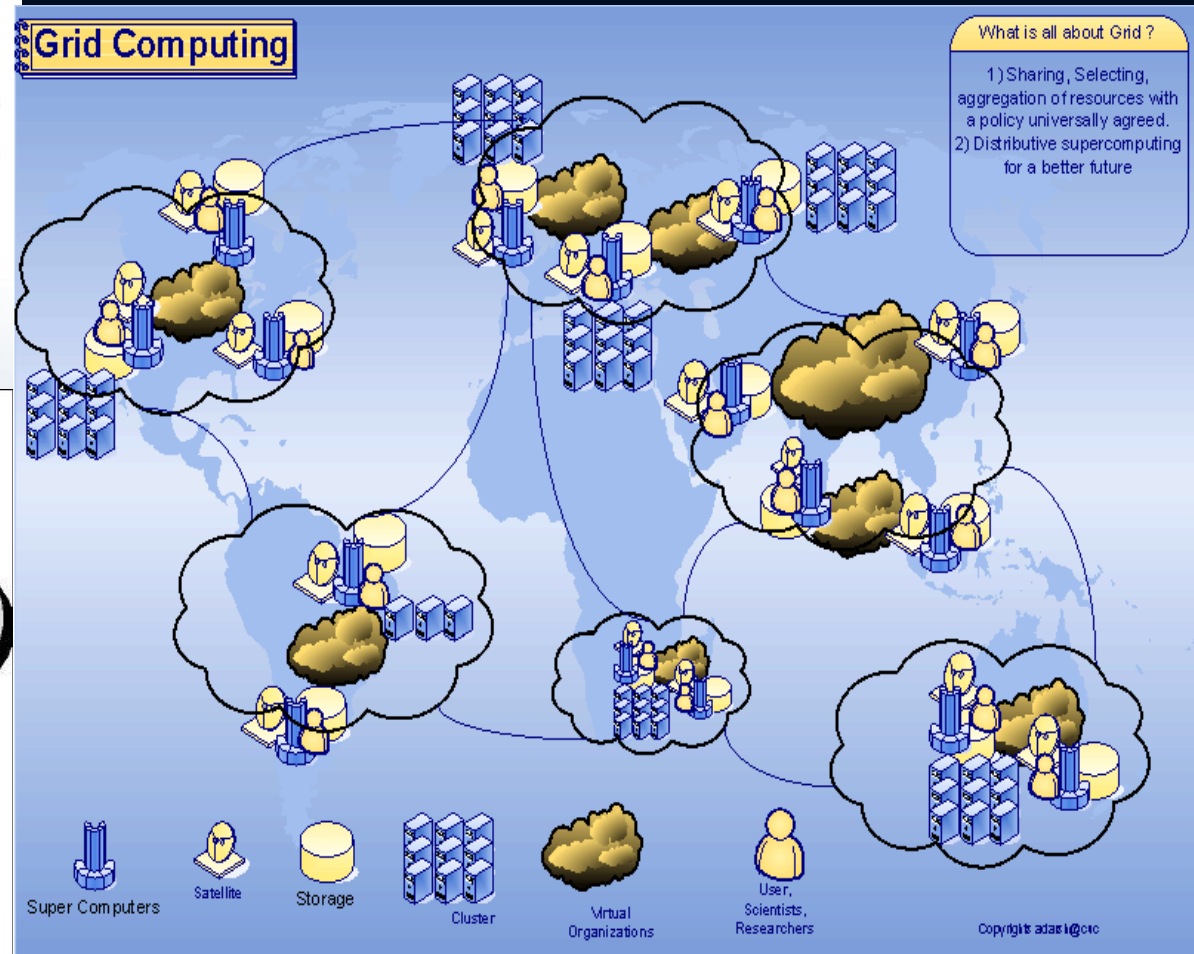 Grid Computing
What is all about Grid ?
1) Sharing, Selecting,
aggregation of resources with
a policy universally agreed.
2) Distributive supercomputing
for a better future
Super Computers
Satellite
Storage
Cluster
Virtual
Organizations
User,
Scientists,
Researchers
Copyrights